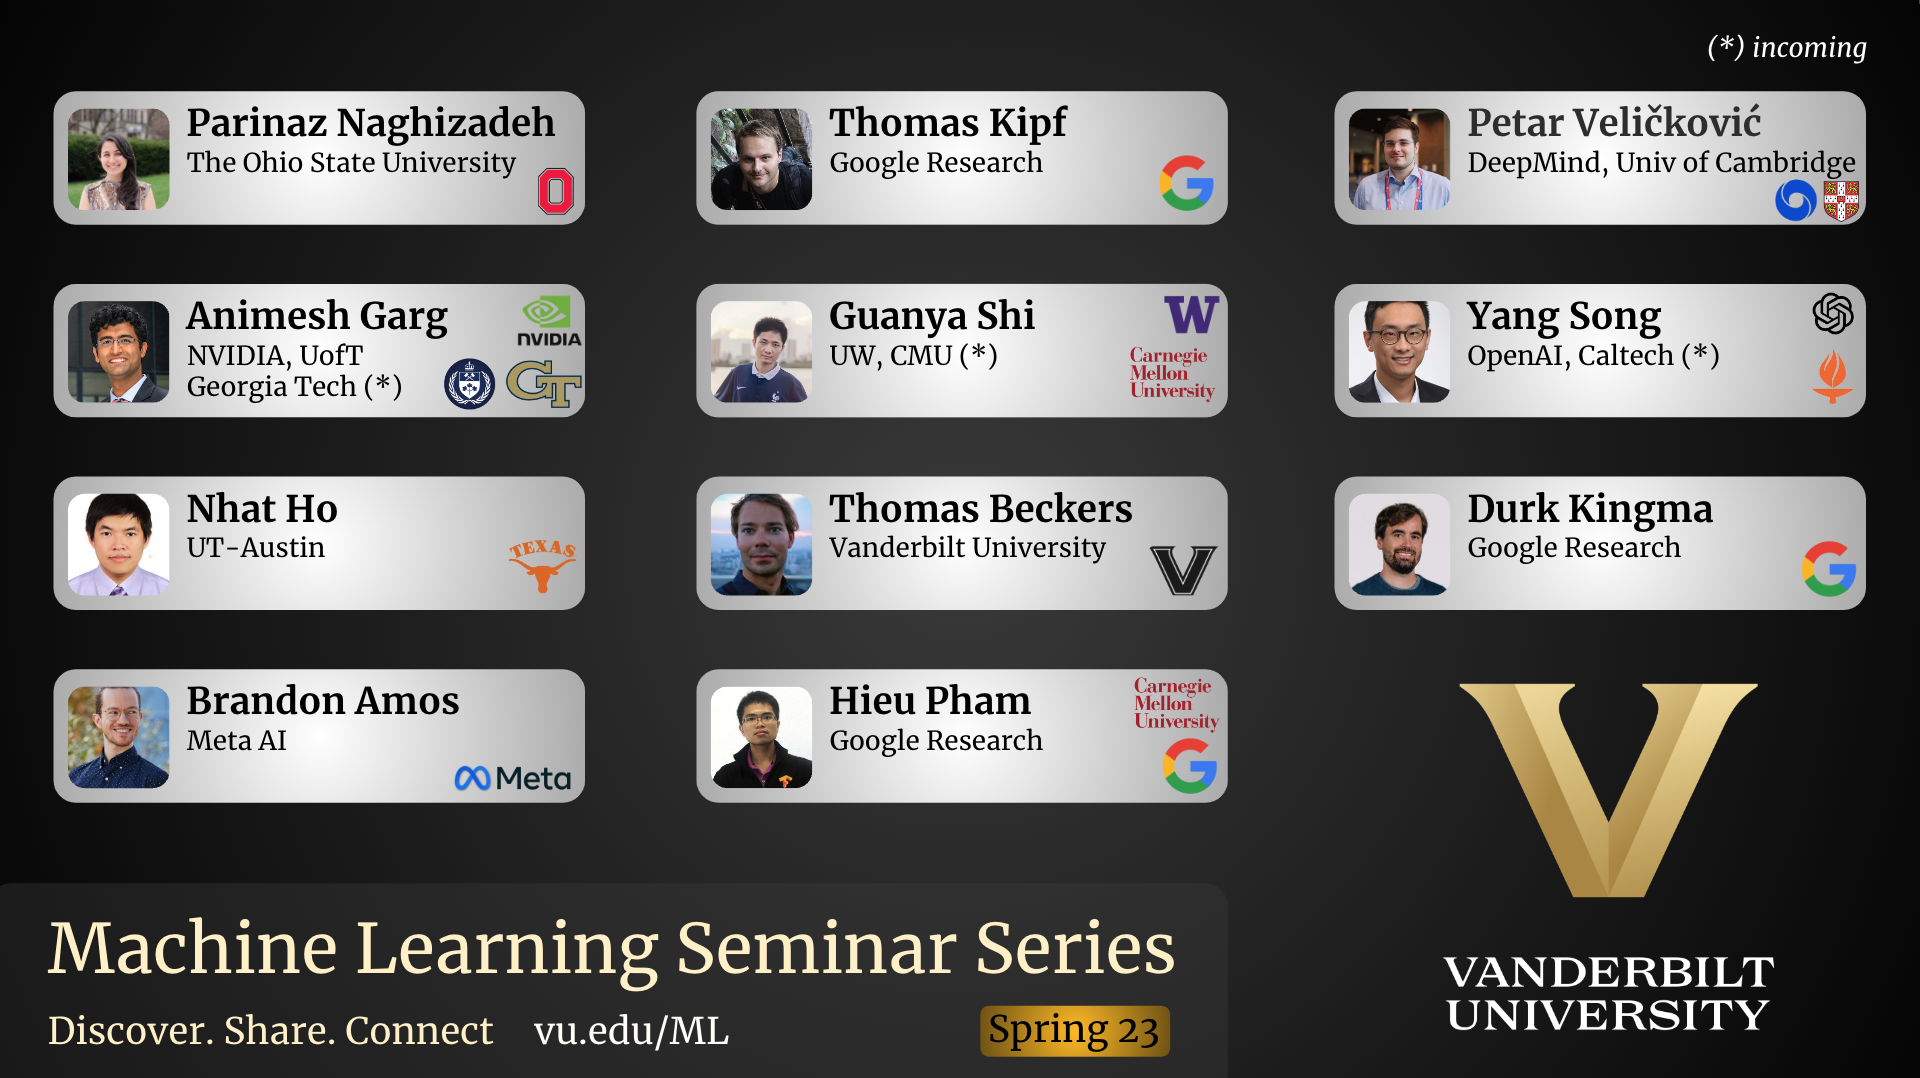 (*) incoming
Parinaz Naghizadeh
The Ohio State University
Thomas Kipf
Google Research
Petar Veličković
DeepMind, Univ of Cambridge
Animesh Garg
NVIDIA, UofT
Georgia Tech (*)
NVIDIA
GT
Guanya Shi
UW, CMU (*)
W
Carnegie
Mellon
University
Yang Song
OpenAI, Caltech (*)
Nhat Ho
UT-Austin
TEXAS
Thomas Beckers
Vanderbilt University
V
Durk Kingma
Google Research
G
Brandon Amos
Meta AI
Meta
Hieu Pham
Google Research
Carnegie
Mellon
University
G
V
VANDERBILT
UNIVERSITY
Machine Learning Seminar Series
Discover. Share. Connect vu.edu/ML
Spring 23